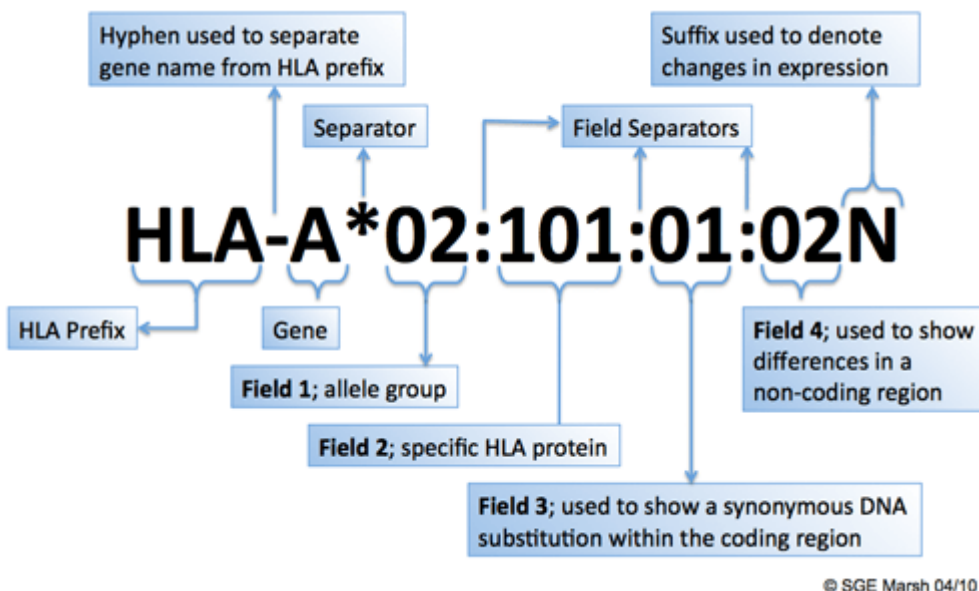 Hyphen used to separate
gene name from HLA prefix
Suffix used to denote
changes in expression
Separator
Field Separators
HLA-A*02:101:01:02N
HLA Prefix
Gene
Field 1; allele group
Field 2; specific HLA protein
Field 3; used to show a synonymous DNA
substitution within the coding region
Field 4; used to show
differences in a
non-coding region
© SGE Marsh 04/10